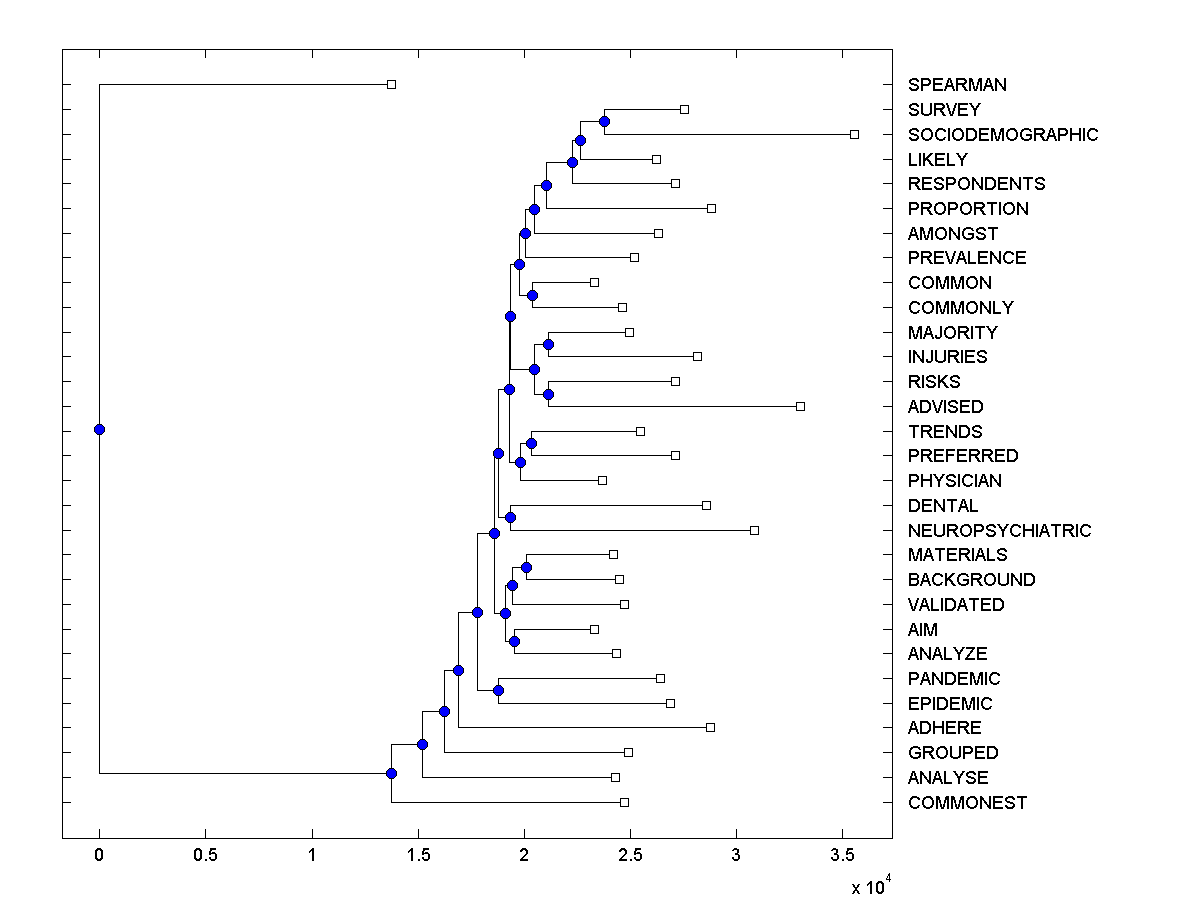 SPEARMAN
SURVEY
SOCIODEMOGRAPHIC
LIKELY
RESPONDENTS
PROPORTION
AMONGST
PREVALENCE
COMMON
COMMONLY
MAJORITY
INJURIES
RISKS
ADVISED
TRENDS
PREFERRED
PHYSICIAN
DENTAL
NEUROPSYCHIATRIC
MATERIALS
BACKGROUND
VALIDATED
AIM
ANALYZE
PANDEMIC
EPIDEMIC
ADHERE
GROUPED
ANALYSE
COMMONEST
0 0.5 1 1.5 2 2.5 3 3.5
x 10^4